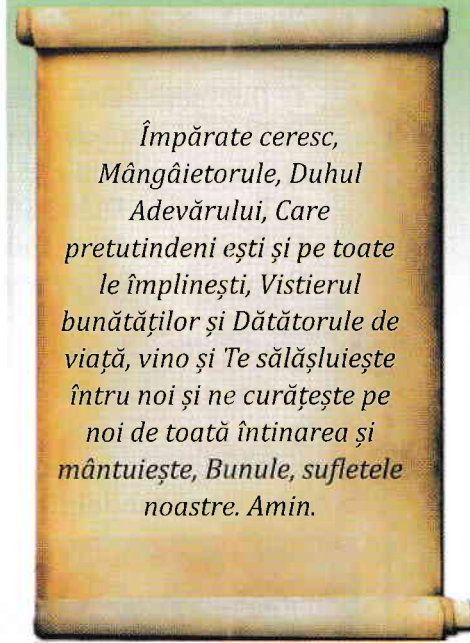 Împărate ceresc,
Mângâietorule, Duhul
Adevărului, Care
pretutindeni ești și pe toate
le împlinești, Vistierul
bunătăților și Dătătorule de
viață, vino și Te sălășluiește
întru noi și ne curățește pe
noi de toată întinarea și
mântuiește, Bunule, sufletele
noastre. Amin.